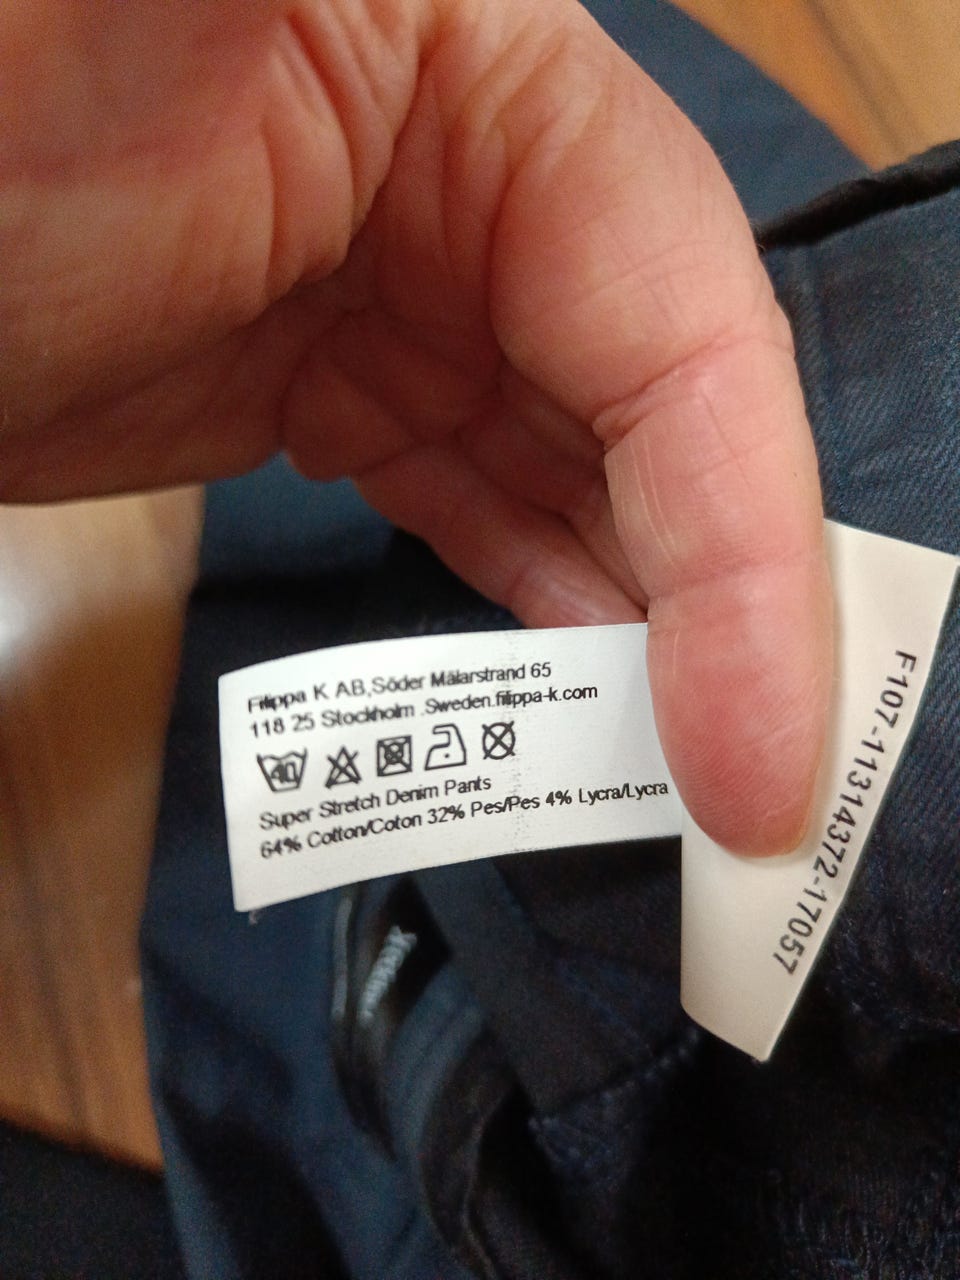 Filippa K AB,Söder Mälarstrand 65
118 25 Stockholm .Sweden.filippa-k.com
40
Super Stretch Denim Pants
64% Cotton/Coton 32% Pes/Pes 4% Lycra/Lycra
F107-11314372-17057